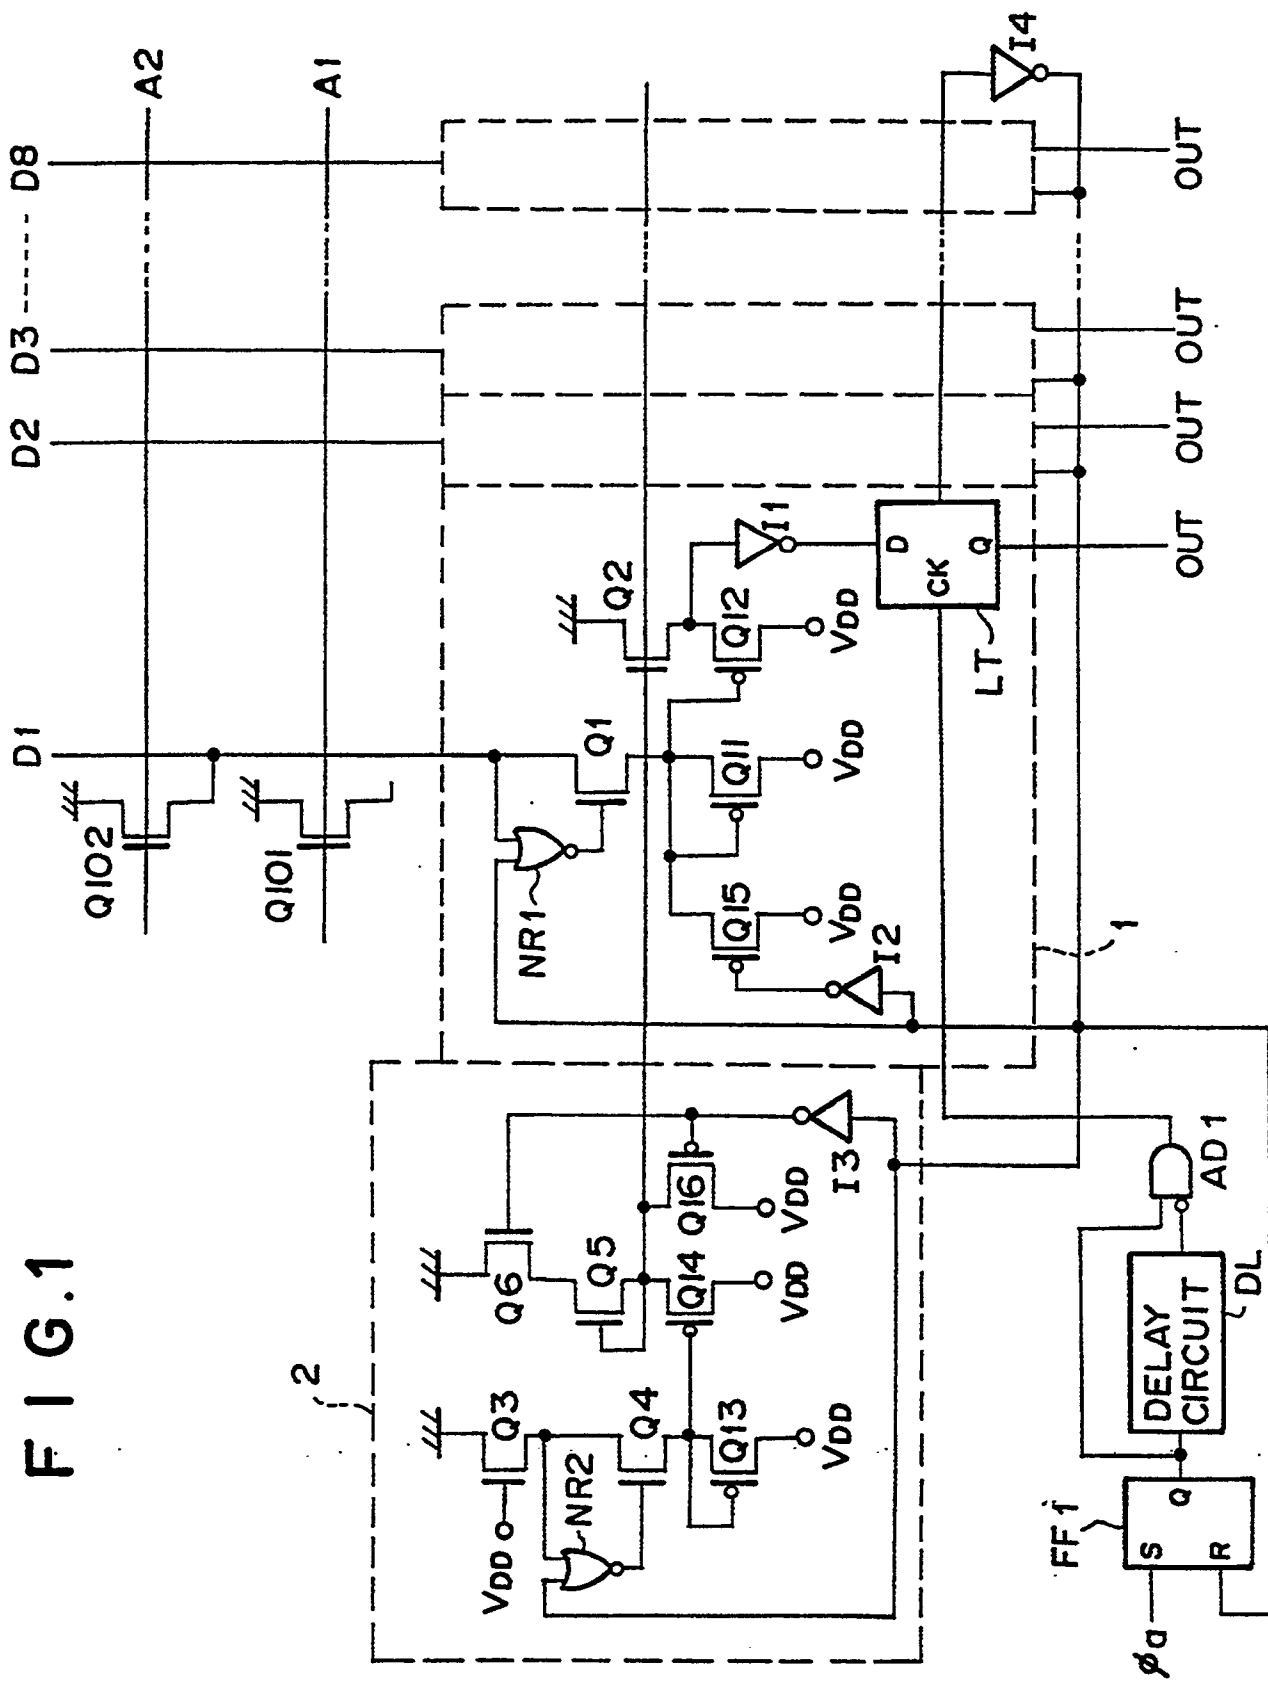 FIG.1
D1
D2
D3
D8
A2
A1
Q102
Q101
2
VDD
Q3
NR2
Q4
Q13
VDD
Q6
Q5
Q14
VDD
Q16
VDD
I3
NR1
Q1
Q2
Q15
VDD
I2
Q11
VDD
Q12
VDD
I1
D
CK
Q
LT
1
I4
OUT
OUT
OUT
OUT
φa
FF1
S
R
Q
DELAY
CIRCUIT
DL
AD1